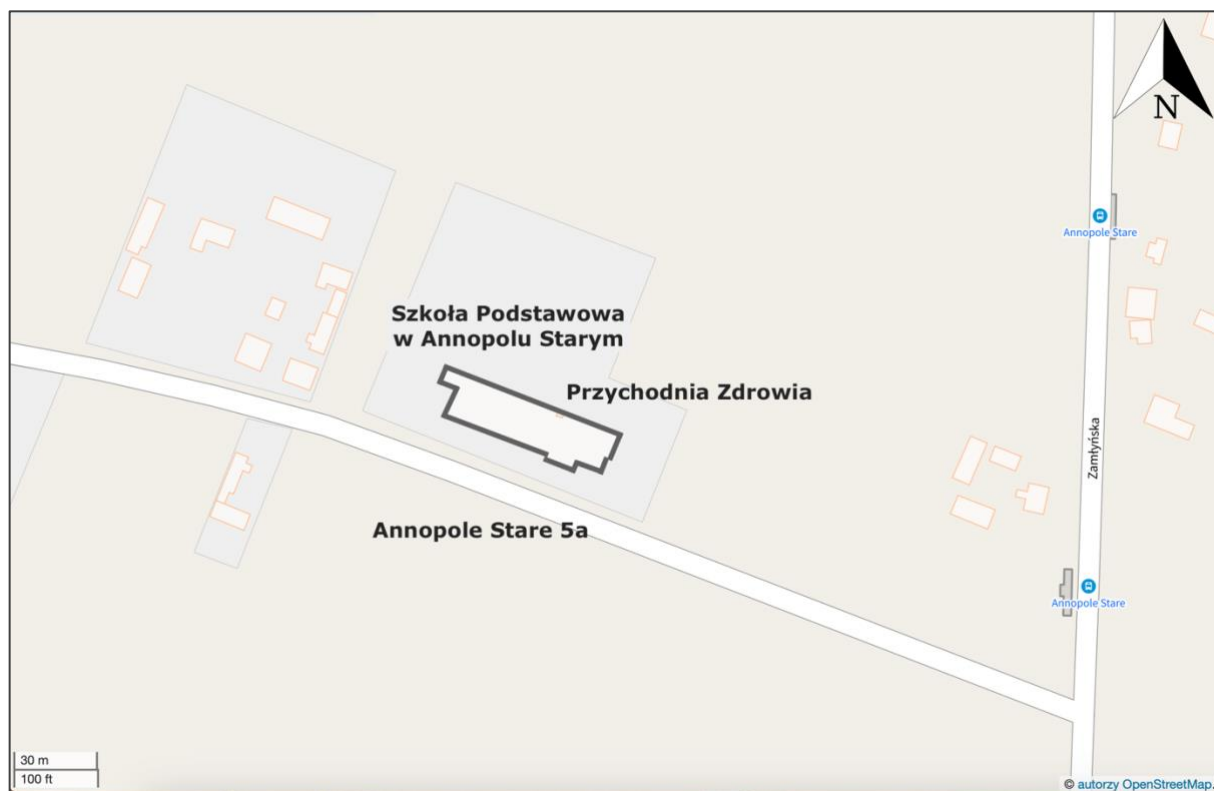 N
Annopole Stare
Szkoła Podstawowa
w Annopolu Starym
Przychodnia Zdrowia
Zamłyńska
Annopole Stare 5a
Annopole Stare
30 m
100 ft
© autorzy OpenStreetMap.